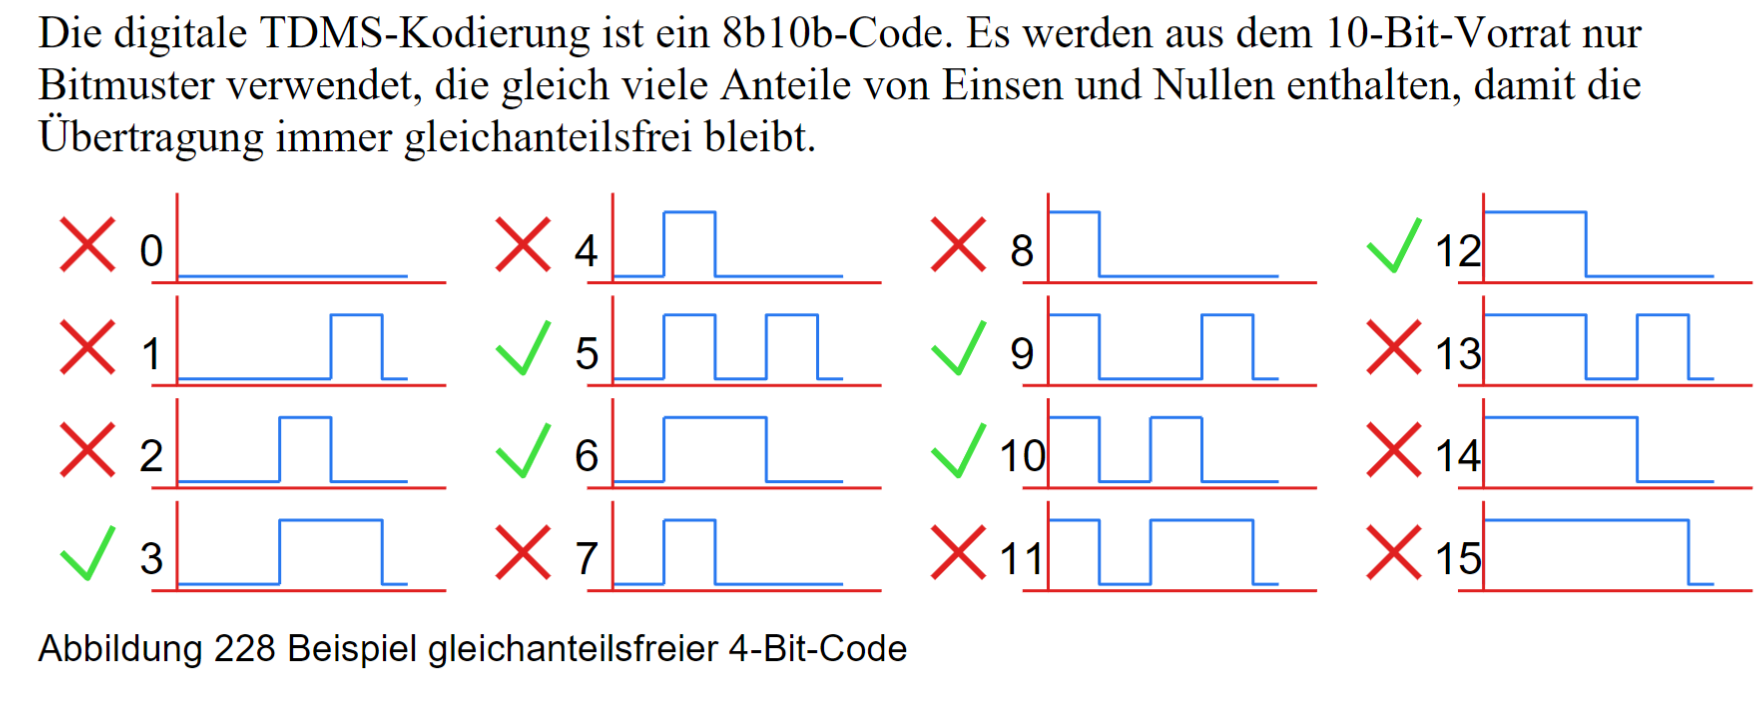 Die digitale TDMS-Kodierung ist ein 8b10b-Code. Es werden aus dem 10-Bit-Vorrat nur
Bitmuster verwendet, die gleich viele Anteile von Einsen und Nullen enthalten, damit die
Übertragung immer gleichanteilsfrei bleibt.
0 4 8 12
1 5 9 13
2 6 10 14
3 7 11 15
Abbildung 228 Beispiel gleichanteilsfreier 4-Bit-Code